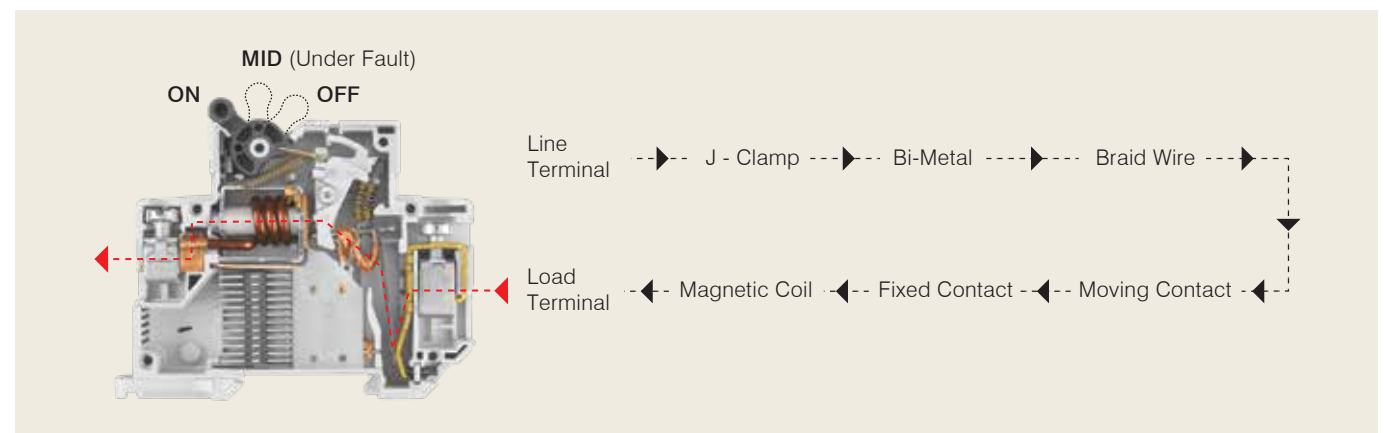 MID (Under Fault)
ON
OFF
Line
Terminal
J - Clamp
Bi-Metal
Braid Wire
Load
Terminal
Magnetic Coil
Fixed Contact
Moving Contact